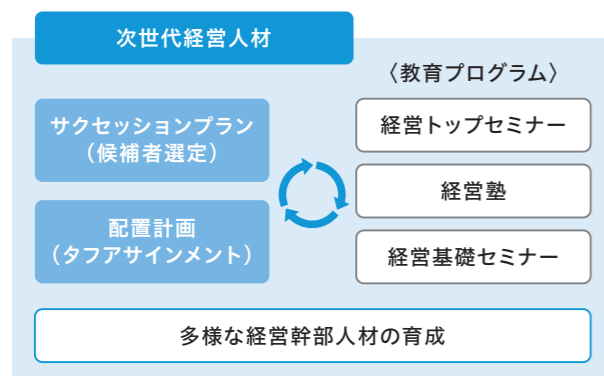 次世代経営人材
サクセッションプラン
（候補者選定）
配置計画
（タフアサインメント）
〈教育プログラム〉
経営トップセミナー
経営塾
経営基礎セミナー
多様な経営幹部人材の育成